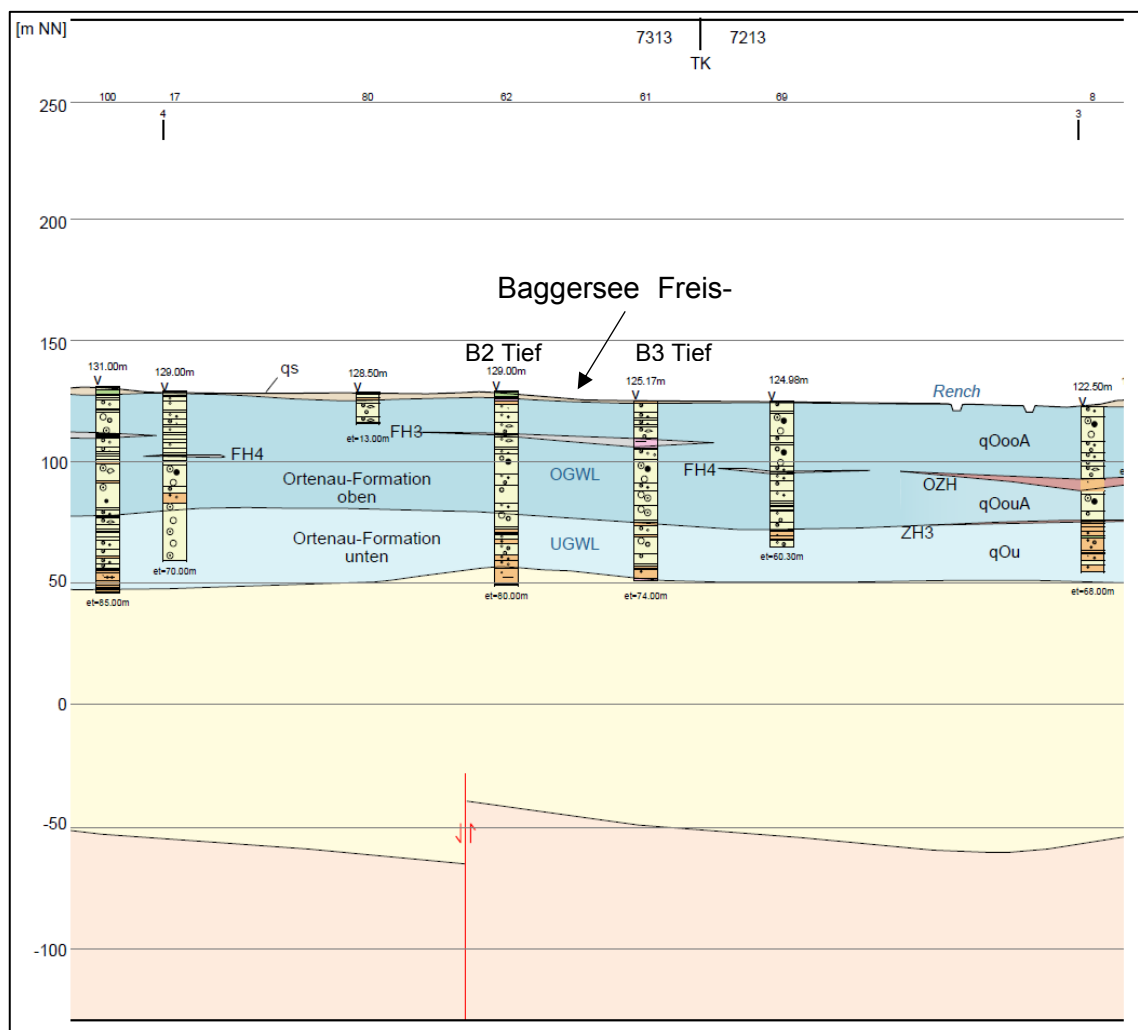 [m NN]
7313 7213
TK
100 17 80 62 61 69 8
4 3
250
200
Baggersee Freis-
150
B2 Tief B3 Tief
131.00m 129.00m 128.50m 129.00m 125.17m 124.98m 122.50m
qs
Rench
et=13.00m
FH3
qOooA
FH4
100
OGWL
FH4
OZH
Ortenau-Formation
oben
qOouA
ZH3
Ortenau-Formation
unten
UGWL
qOu
et=70.00m
et=60.30m
50
et=85.00m
et=80.00m
et=74.00m
et=68.00m
0
-50
-100